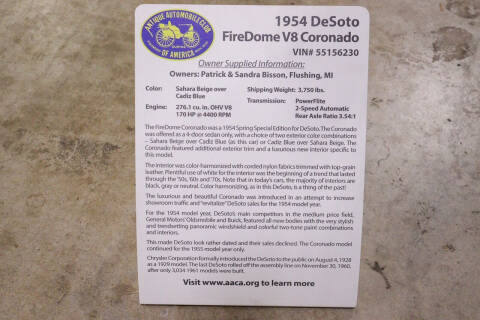 ANTIQUE AUTOMOBILE CLUB
OF AMERICA
1954 DeSoto
FireDome V8 Coronado
VIN# 55156230
Owner Supplied Information:
Owners: Patrick & Sandra Bisson, Flushing, MI
Color: Sahara Beige over Shipping Weight: 3,750 lbs.
Cadiz Blue
Transmission: PowerFlite
Engine: 276.1 cu. in. OHV V8 2-Speed Automatic
170 HP @ 4400 RPM Rear Axle Ratio 3.54:1
The FireDome Coronado was a 1954 Spring Special Edition for DeSoto. The Coronado
was offered as a 4-door sedan only, with a choice of two exterior color combinations
– Sahara Beige over Cadiz Blue (as this car) or Cadiz Blue over Sahara Beige. The
Coronado featured additional exterior trim and a luxurious new interior specific to
this model.
The interior was color-harmonized with corded nylon fabrics trimmed with top-grain
leather. Plentiful use of white for the interior was the beginning of a trend that lasted
through the '50s, '60s and '70s. Note that in today's cars, the majority of interiors are
black, gray or neutral. Color harmonizing, as in this DeSoto, is a thing of the past!
The luxurious and beautiful Coronado was introduced in an attempt to increase
showroom traffic and "revitalize" DeSoto sales for the 1954 model year.
For the 1954 model year, DeSoto's main competitors in the medium price field,
General Motors' Oldsmobile and Buick, featured all new bodies with the very stylish
and trendsetting panoramic windshield and colorful two-tone paint combinations
and interiors.
This made DeSoto look rather dated and their sales declined. The Coronado model
continued for the 1955 model year only.
Chrysler Corporation formally introduced the DeSoto to the public on August 4, 1928
as a 1929 model. The last DeSoto rolled off the assembly line on November 30, 1960,
after only 3,034 1961 models were built.
Visit www.aaca.org to learn more